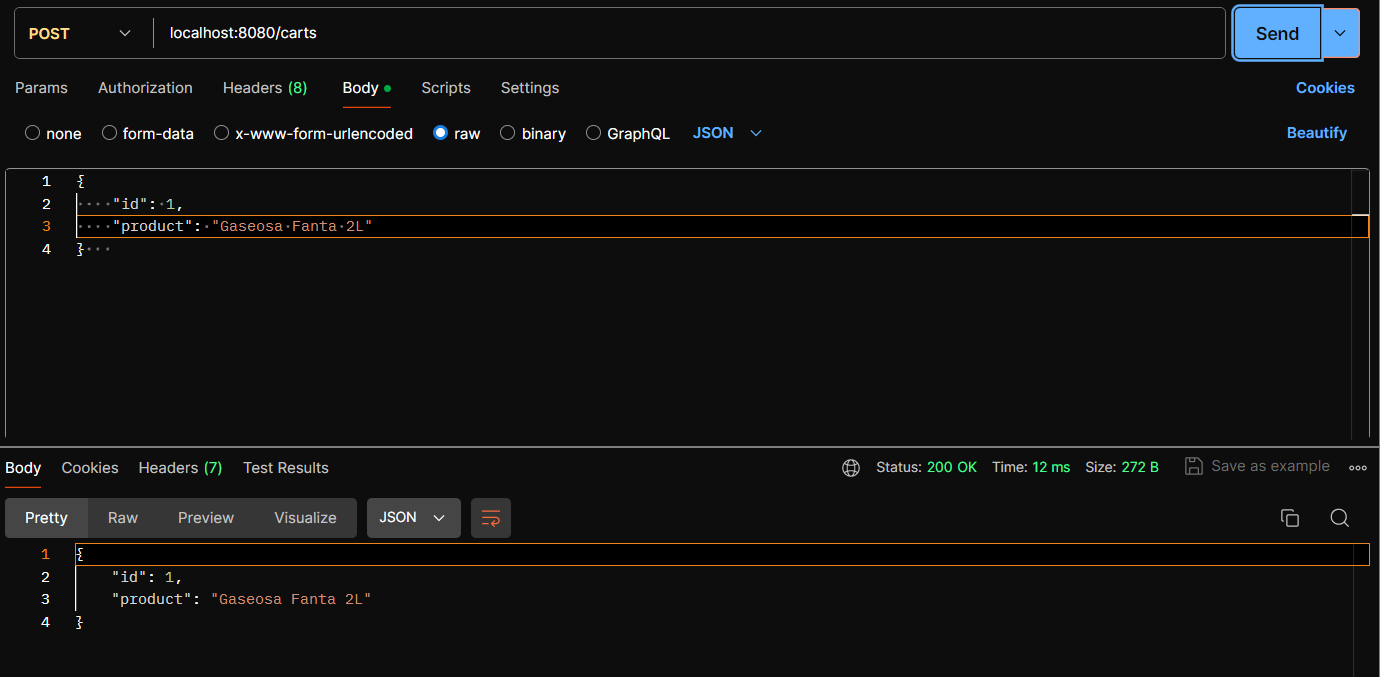 POST localhost:8080/carts Send
Params Authorization Headers (8) Body Scripts Settings Cookies
none form-data x-www-form-urlencoded raw binary GraphQL JSON Beautify
1 {
2 "id": 1,
3 "product": "Gaseosa Fanta 2L"
4 }
Body Cookies Headers (7) Test Results Status: 200 OK Time: 12 ms Size: 272 B Save as example
Pretty Raw Preview Visualize JSON
1 {
2 "id": 1,
3 "product": "Gaseosa Fanta 2L"
4 }